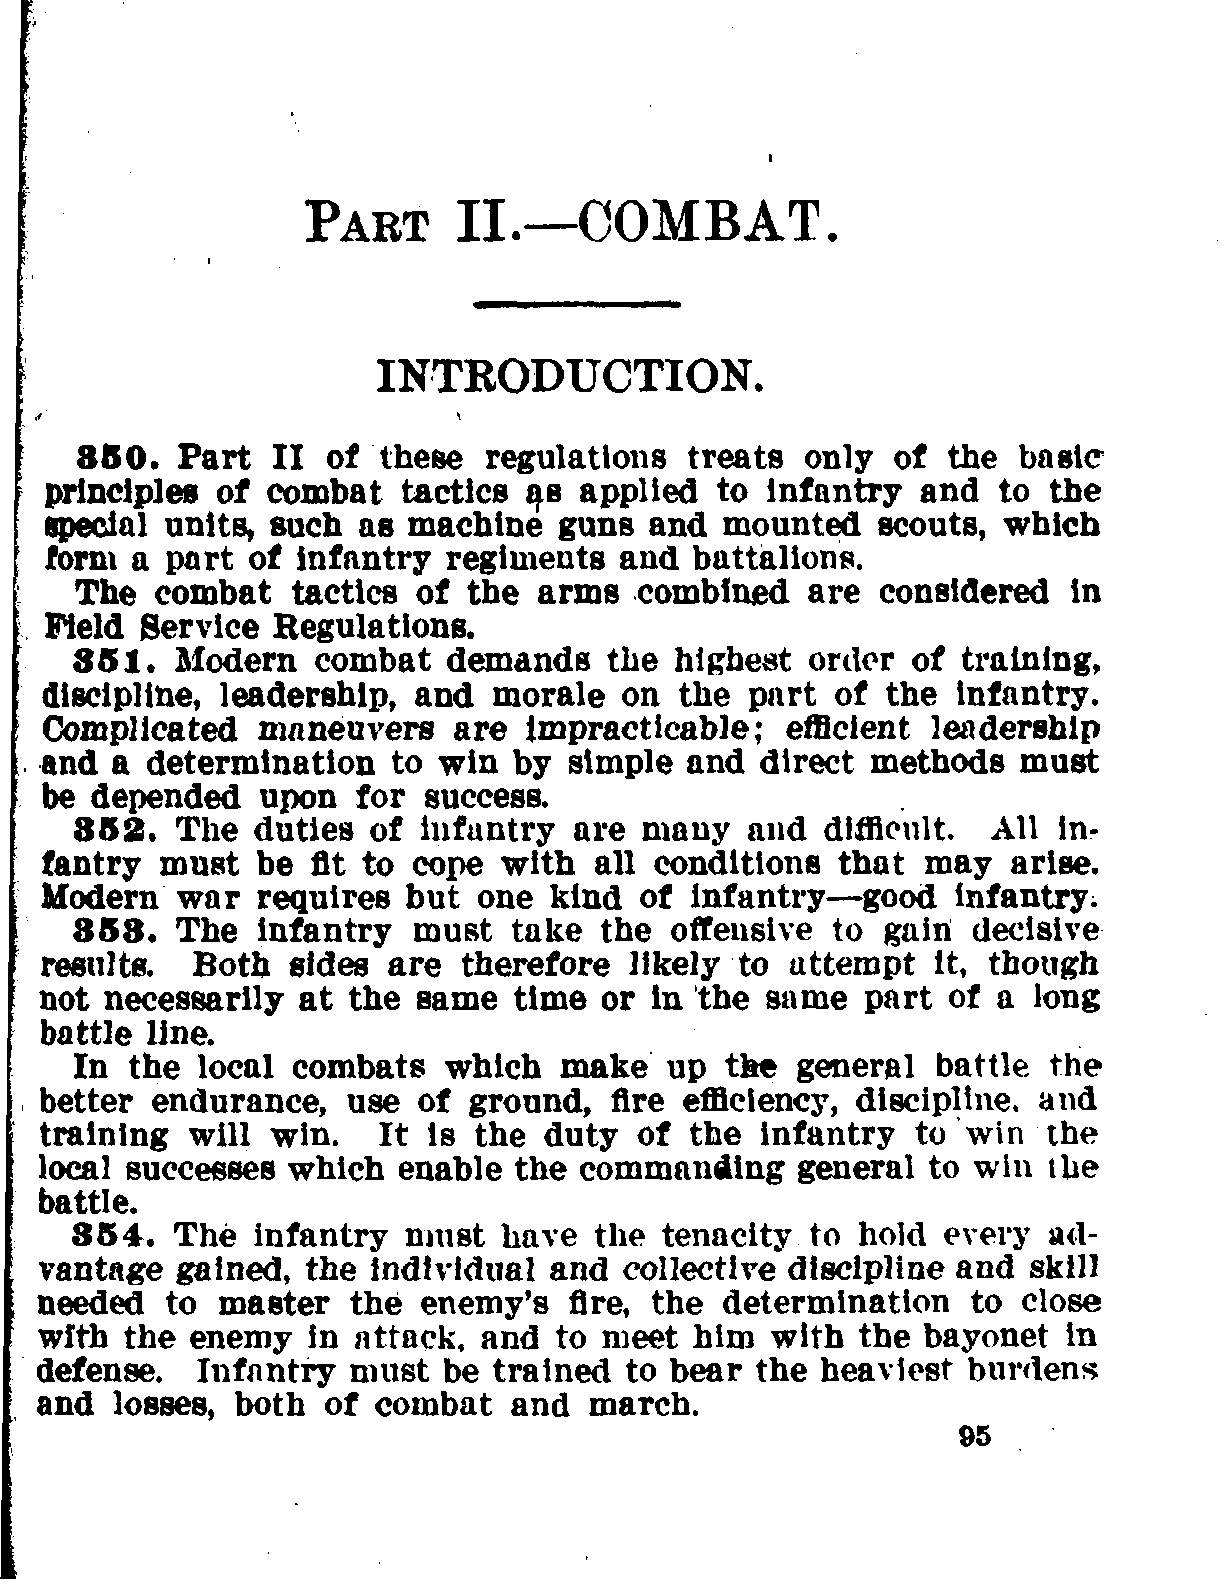 PART II.—COMBAT.
INTRODUCTION.
350. Part II of these regulations treats only of the basic
principles of combat tactics as applied to infantry and to the
special units, such as machine guns and mounted scouts, which
form a part of infantry regiments and battalions.
The combat tactics of the arms combined are considered in
Field Service Regulations.
351. Modern combat demands the highest order of training,
discipline, leadership, and morale on the part of the infantry.
Complicated maneuvers are impracticable; efficient leadership
and a determination to win by simple and direct methods must
be depended upon for success.
352. The duties of infantry are many and difficult. All in-
fantry must be fit to cope with all conditions that may arise.
Modern war requires but one kind of infantry—good infantry.
353. The infantry must take the offensive to gain decisive
results. Both sides are therefore likely to attempt it, though
not necessarily at the same time or in the same part of a long
battle line.
In the local combats which make up the general battle the
better endurance, use of ground, fire efficiency, discipline, and
training will win. It is the duty of the infantry to win the
local successes which enable the commanding general to win the
battle.
354. The infantry must have the tenacity to hold every ad-
vantage gained, the individual and collective discipline and skill
needed to master the enemy's fire, the determination to close
with the enemy in attack, and to meet him with the bayonet in
defense. Infantry must be trained to bear the heaviest burdens
and losses, both of combat and march.
95